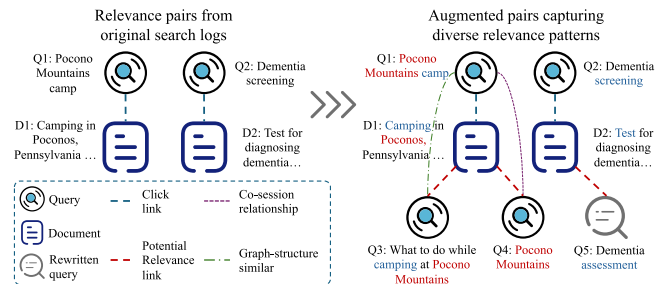 Relevance pairs from
original search logs
Q1: Pocono
Mountains
camp
Q2: Dementia
screening
D1: Camping in
Poconos,
Pennsylvania ...
D2: Test for
diagnosing
dementia...
Query
Document
Rewritten
query
Click
link
Potential
Relevance
link
Co-session
relationship
Graph-structure
similar
Augmented pairs capturing
diverse relevance patterns
Q1: Pocono
Mountains camp
Q2: Dementia
screening
D1: Camping in
Poconos,
Pennsylvania ...
D2: Test for
diagnosing
dementia...
Q3: What to do while
camping at Pocono
Mountains
Q4: Pocono
Mountains
Q5: Dementia
assessment